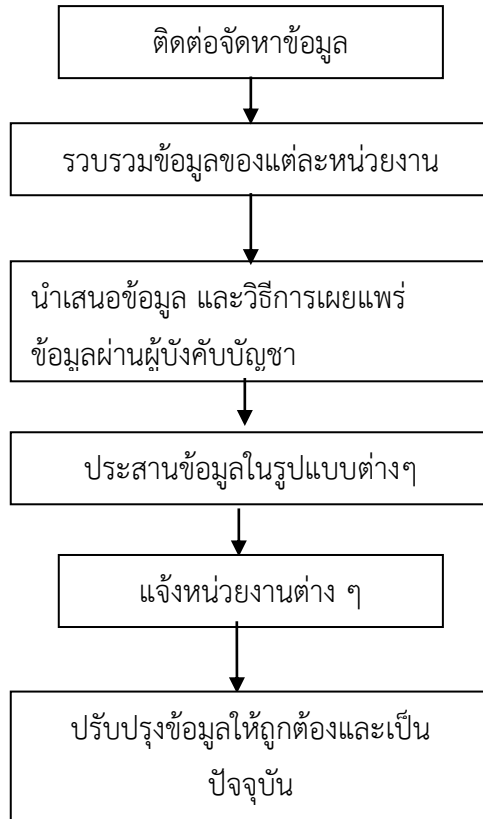 ติดต่อจัดหาข้อมูล
รวบรวมข้อมูลของแต่ละหน่วยงาน
นำเสนอข้อมูล และวิธีการเผยแพร่
ข้อมูลผ่านผู้บังคับบัญชา
ประสานข้อมูลในรูปแบบต่างๆ
แจ้งหน่วยงานต่าง ๆ
ปรับปรุงข้อมูลให้ถูกต้องและเป็น
ปัจจุบัน